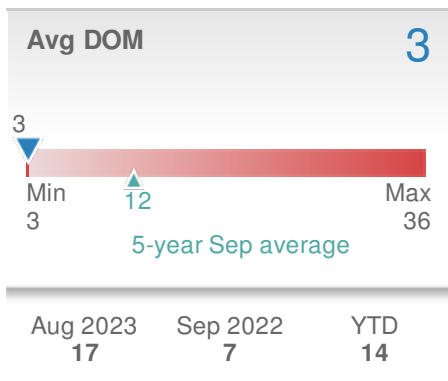 Avg DOM 3
3
Min Max
3 36
12
5-year Sep average
Aug 2023 Sep 2022 YTD
17 7 14